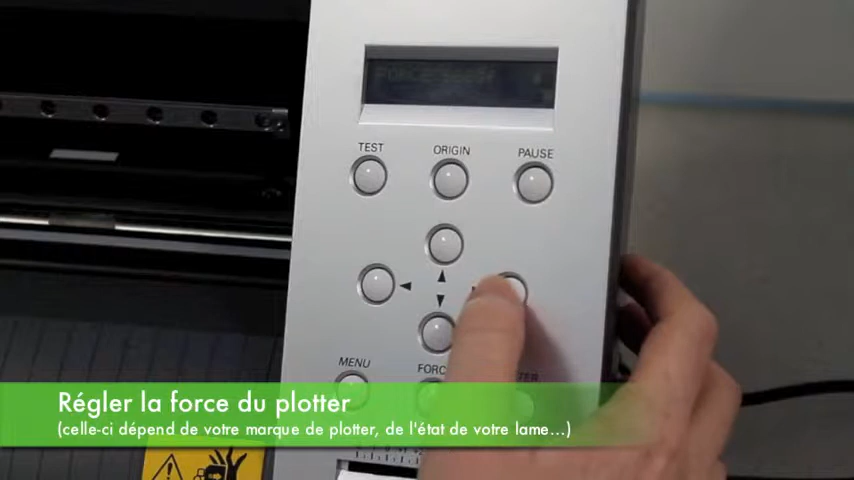 TEST ORIGIN PAUSE
MENU FORC
Régler la force du plotter
(celle-ci dépend de votre marque de plotter, de l'état de votre lame...)